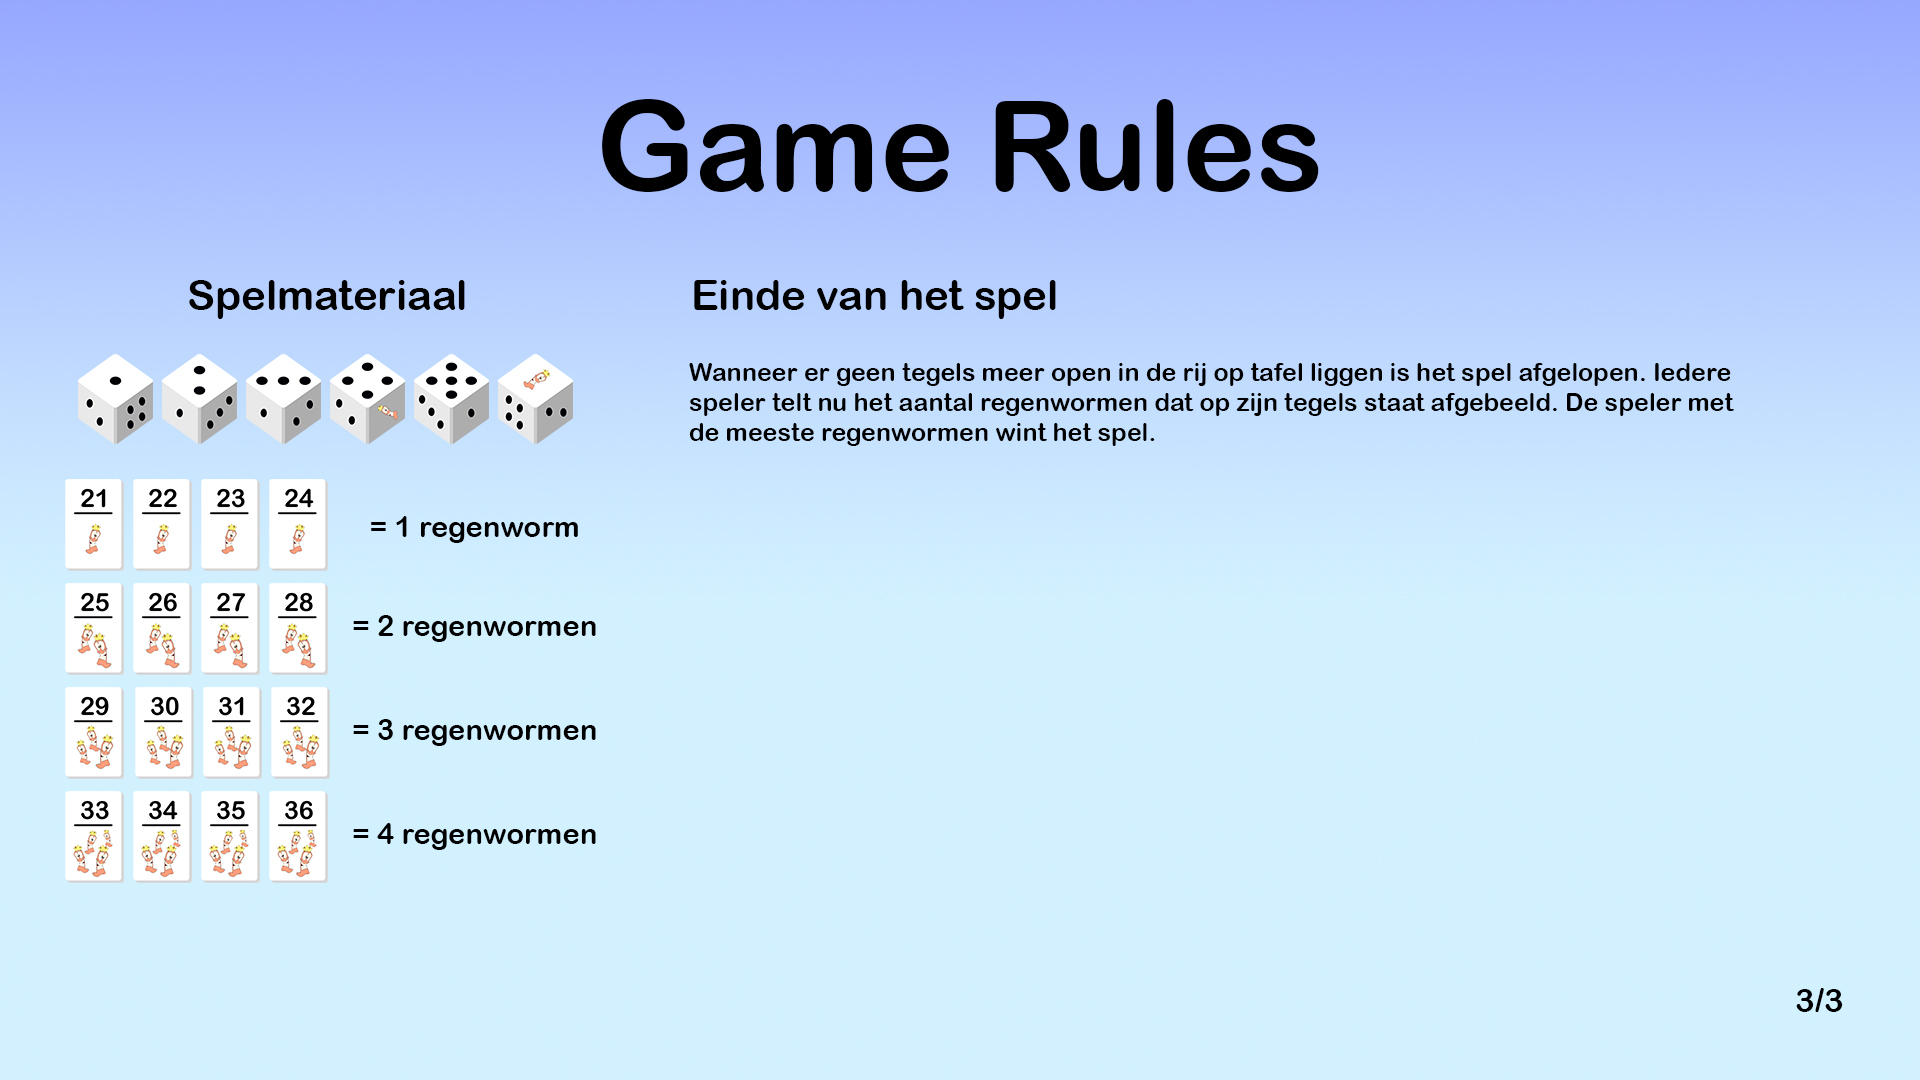 Game Rules
Spelmateriaal
21 22 23 24
= 1 regenworm
25 26 27 28
= 2 regenwormen
29 30 31 32
= 3 regenwormen
33 34 35 36
= 4 regenwormen
Einde van het spel
Wanneer er geen tegels meer open in de rij op tafel liggen is het spel afgelopen. Iedere
speler telt nu het aantal regenwormen dat op zijn tegels staat afgebeeld. De speler met
de meeste regenwormen wint het spel.
3/3